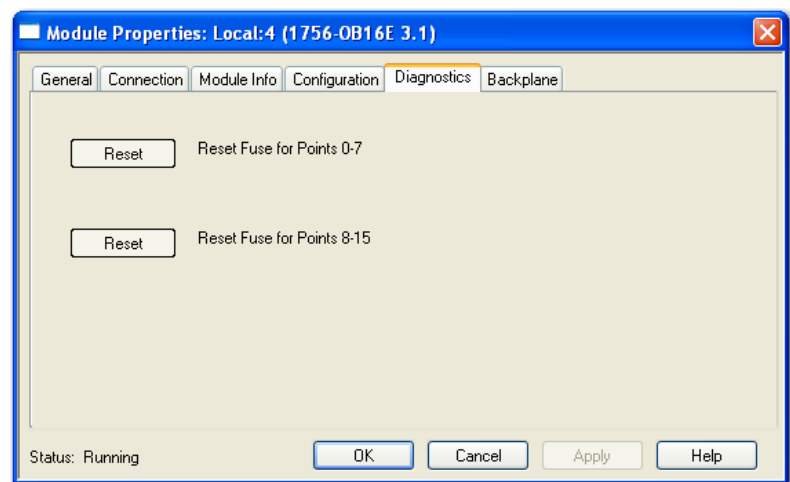 Module Properties: Local:4 (1756-OB16E 3.1)
General Connection Module Info Configuration Diagnostics Backplane
Reset Reset Fuse for Points 0-7
Reset Reset Fuse for Points 8-15
Status: Running OK Cancel Apply Help